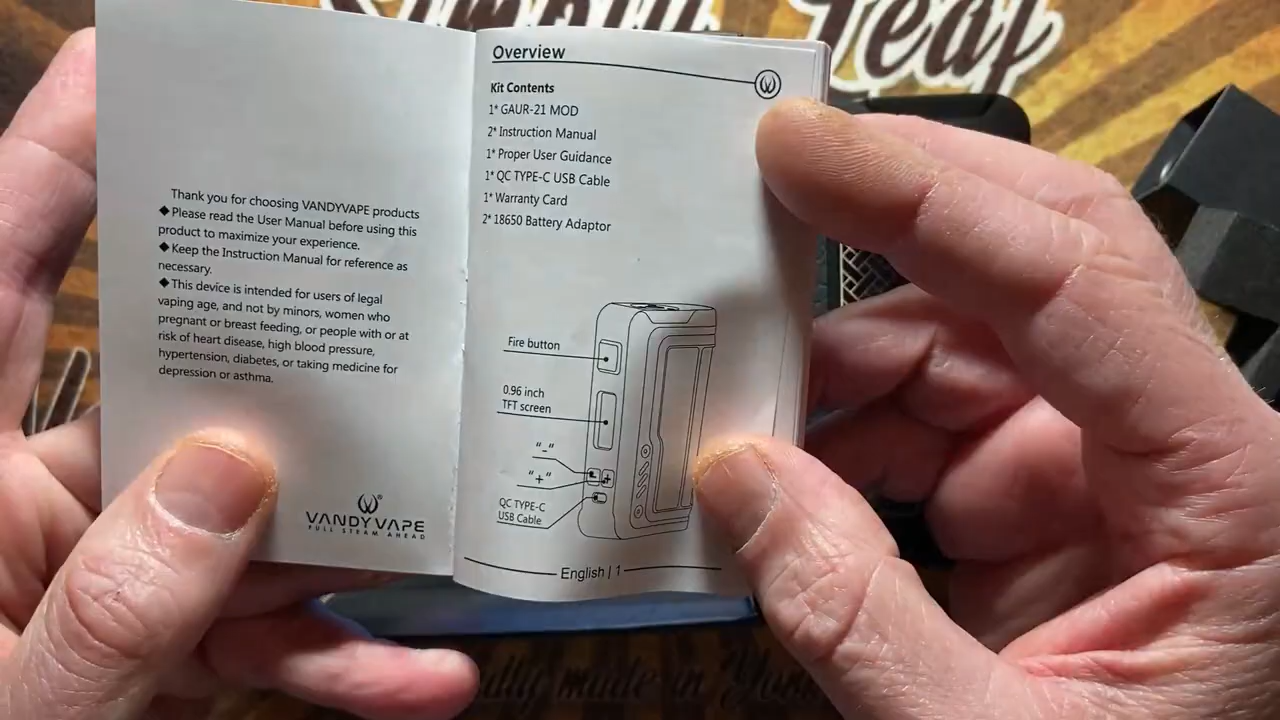 Simply Leaf
Thank you for choosing VANDYVAPE products
◆Please read the User Manual before using this
product to maximize your experience.
◆Keep the Instruction Manual for reference as
necessary.
◆This device is intended for users of legal
vaping age, and not by minors, women who
pregnant or breast feeding, or people with or at
risk of heart disease, high blood pressure,
hypertension, diabetes, or taking medicine for
depression or asthma.
VANDYVAPE®
FULL STEAM AHEAD
Overview
Kit Contents
1* GAUR-21 MOD
2* Instruction Manual
1* Proper User Guidance
1* QC TYPE-C USB Cable
1* Warranty Card
2* 18650 Battery Adaptor
Fire button
0.96 inch
TFT screen
"-"
"+"
QC TYPE-C
USB Cable
English | 1
made in